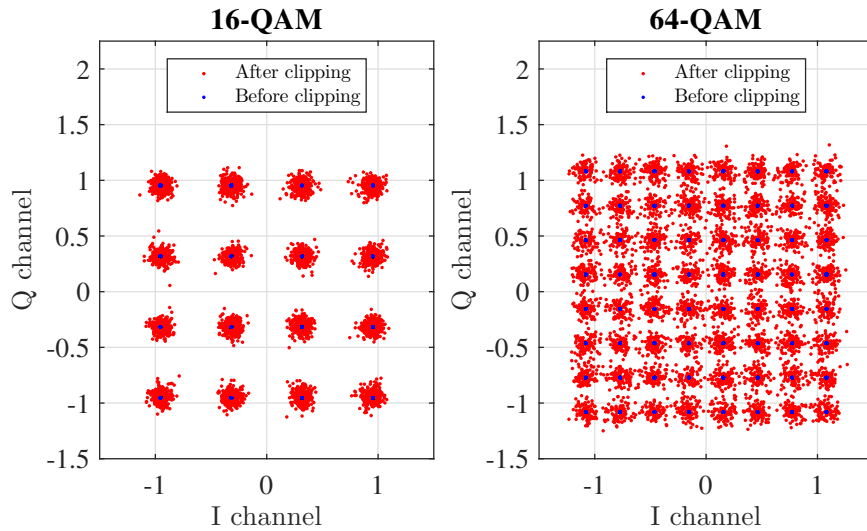 16-QAM
After clipping
Before clipping
2
1.5
1
0.5
0
-0.5
-1
-1.5
-1
0
1
Q channel
I channel
64-QAM
After clipping
Before clipping
2
1.5
1
0.5
0
-0.5
-1
-1.5
-1
0
1
Q channel
I channel